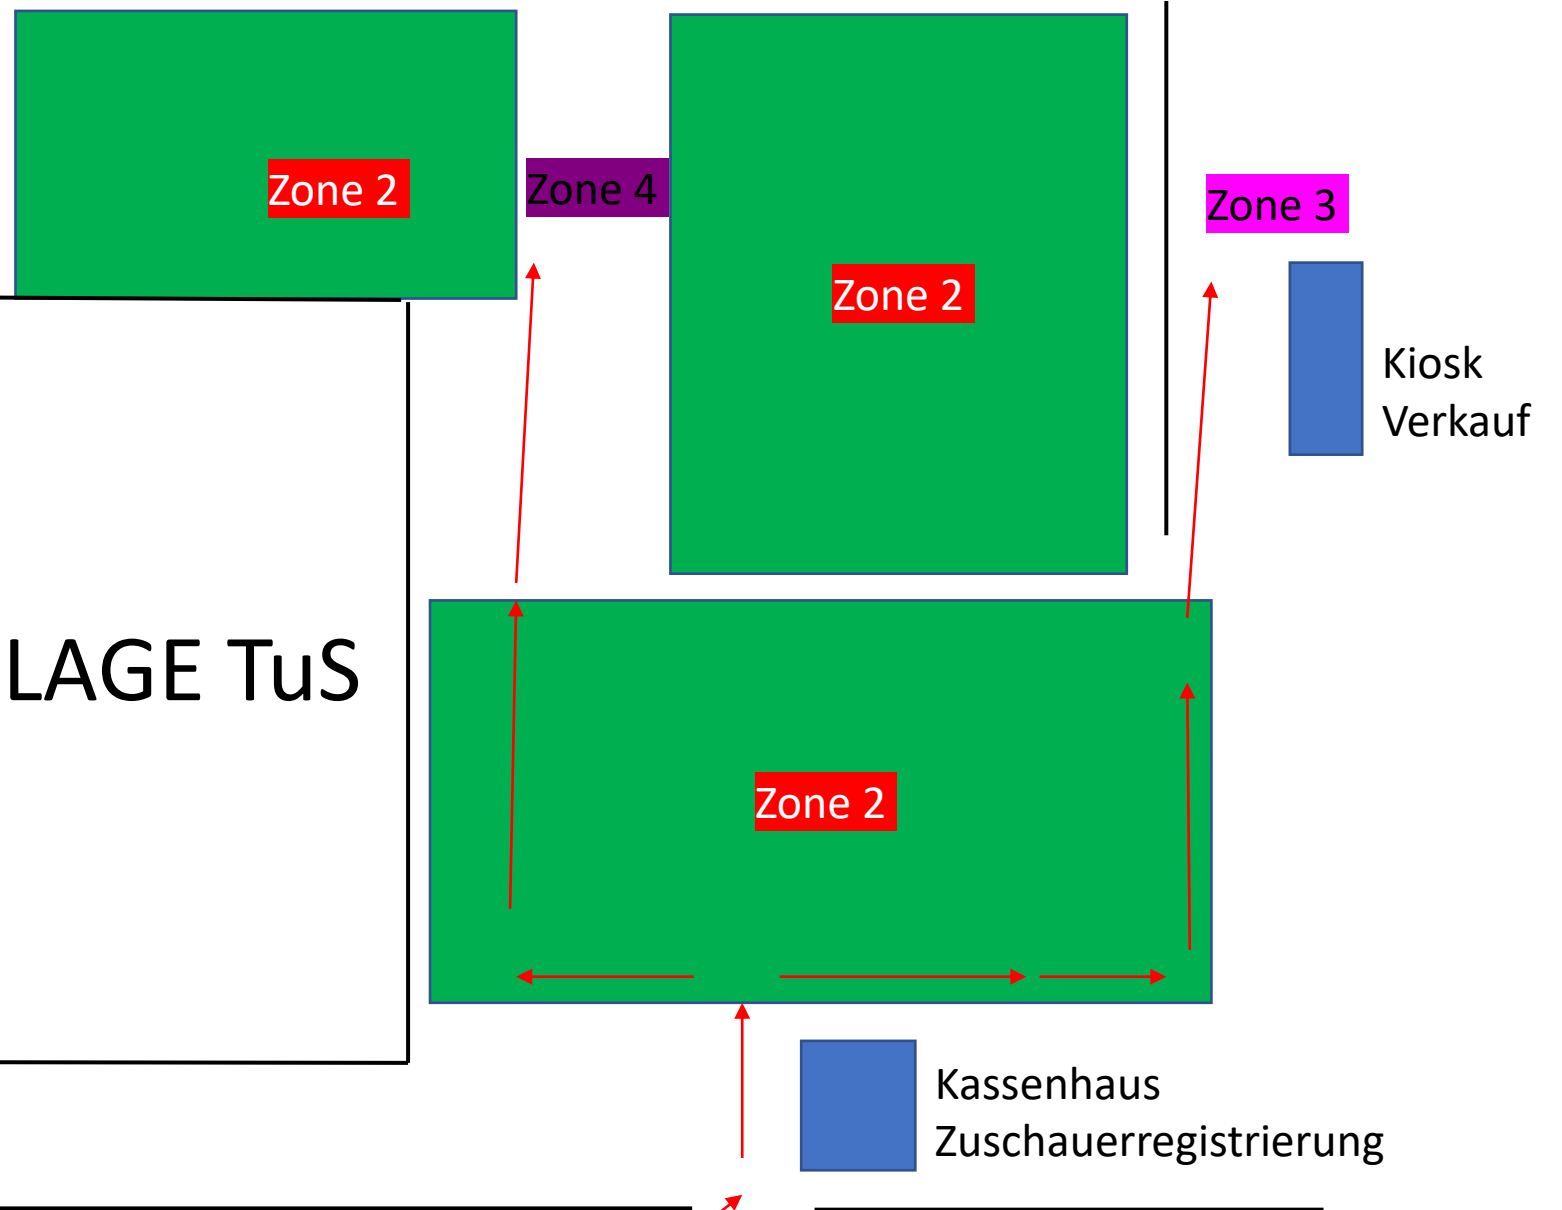 Zone 2
Zone 4
Zone 3
Zone 2
Kiosk
Verkauf
LAGE TuS
Zone 2
Kassenhaus
Zuschauerregistrierung